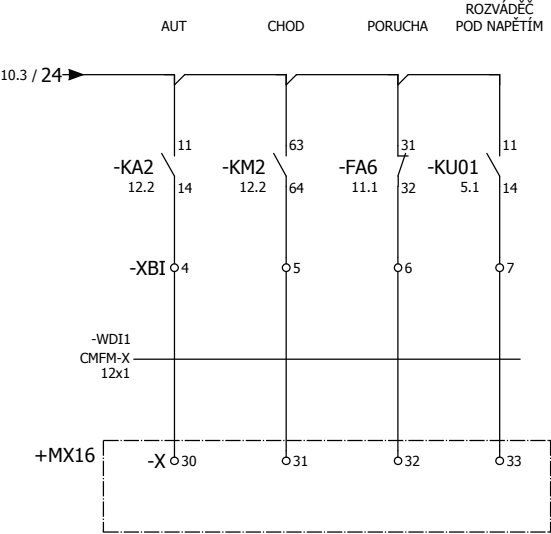 AUT CHOD PORUCHA ROZVÁDĚČ
POD NAPĚTÍM
10.3 / 24
11 63 31 11
-KA2 -KM2 -FA6 -KU01
12.2 14 12.2 64 11.1 32 5.1 14
-XBI 4 5 6 7
-WDI1
CMFM-X
12x1
+MX16 -X 30 31 32 33